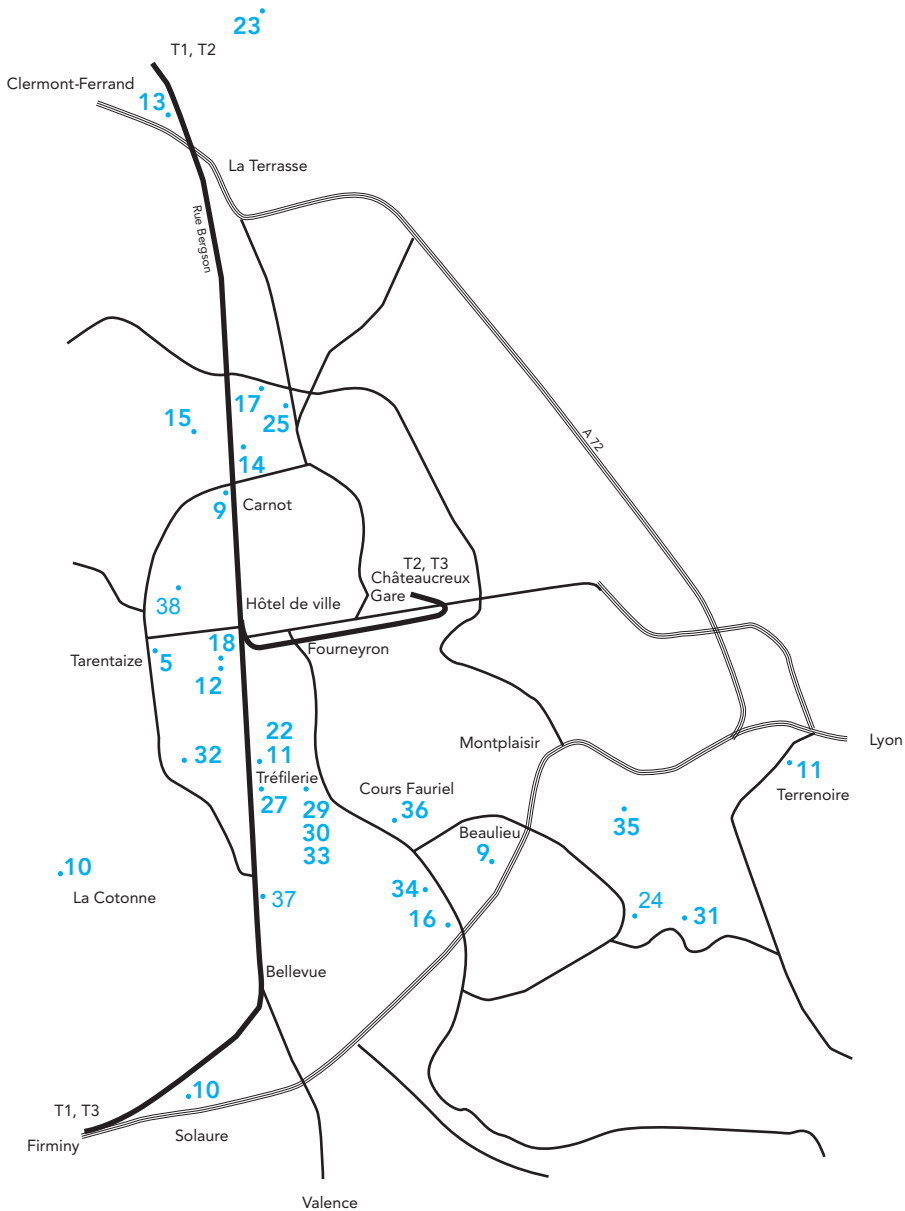 23
T1, T2
Clermont-Ferrand
13
La Terrasse
Rue Bergson
17
15
25
A 72
14
9
Carnot
T2, T3
Châteaucreux
Gare
38
Hôtel de ville
18
Fourneyron
Tarentaize
5
12
22
Montplaisir
Lyon
32
11
11
Tréfilerie
Cours Fauriel
Terrenoire
27
29
36
30
Beaulieu
35
33
9
10
La Cotonne
34
37
24
16
31
Bellevue
10
T1, T3
Solaure
Firminy
Valence